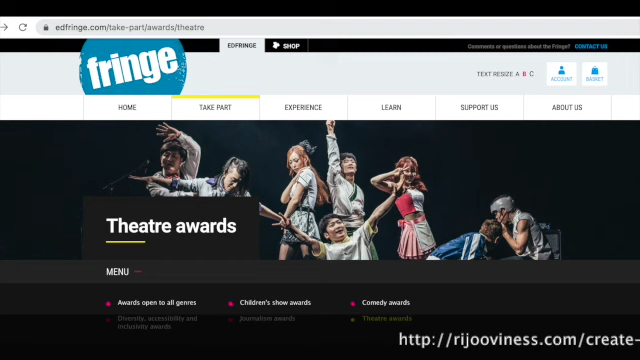 edfringe.com/take-part/awards/theatre
EDFRINGE
SHOP
Comments or questions about the Fringe? CONTACT US
fringe
TEXT RESIZE A B C
ACCOUNT
BASKET
HOME
TAKE PART
EXPERIENCE
LEARN
SUPPORT US
ABOUT US
Theatre awards
MENU
Awards open to all genres
Children's show awards
Comedy awards
Diversity, accessibility and
inclusivity awards
Journalism awards
Theatre awards
http://rijooviness.com/create-